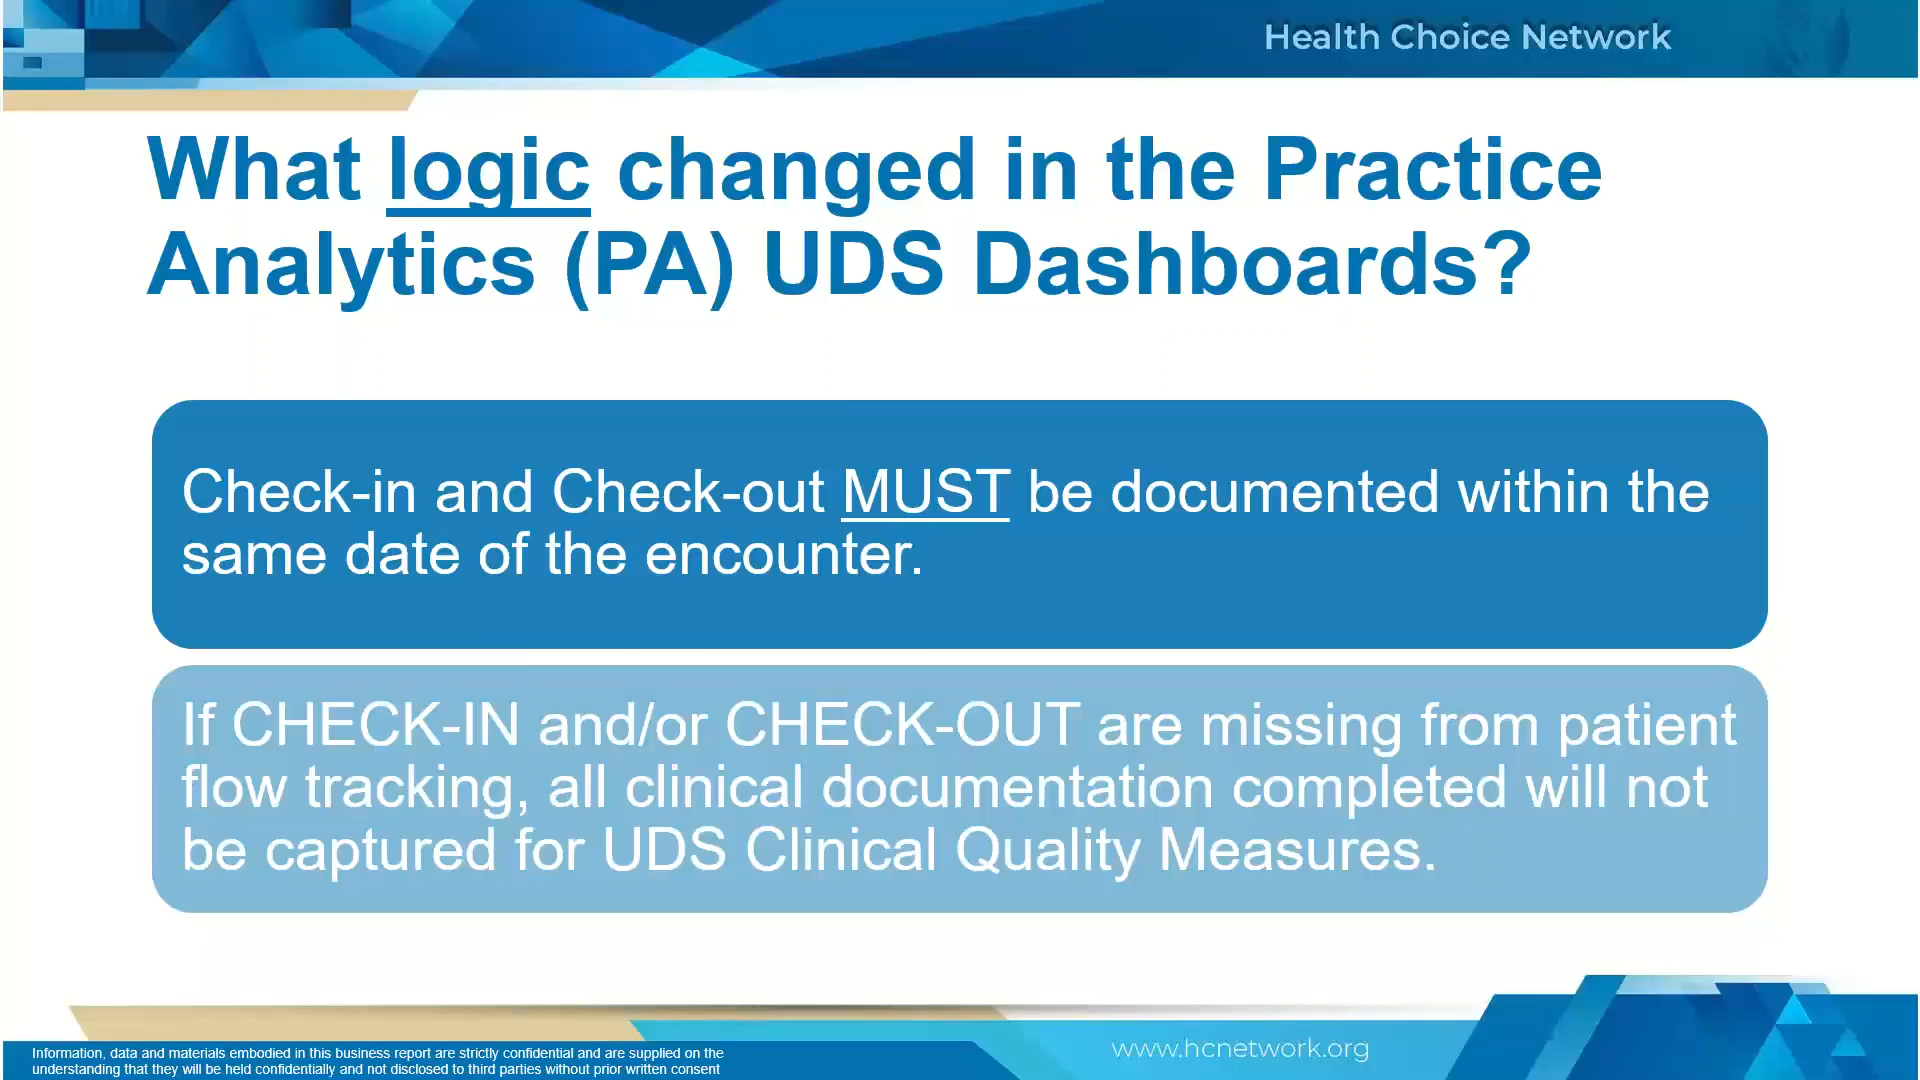 Health Choice Network
What logic changed in the Practice
Analytics (PA) UDS Dashboards?
Check-in and Check-out MUST be documented within the
same date of the encounter.
If CHECK-IN and/or CHECK-OUT are missing from patient
flow tracking, all clinical documentation completed will not
be captured for UDS Clinical Quality Measures.
www.hcnetwork.org
Information, data and materials embodied in this business report are strictly confidential and are supplied on the
understanding that they will be held confidentially and not disclosed to third parties without prior written consent